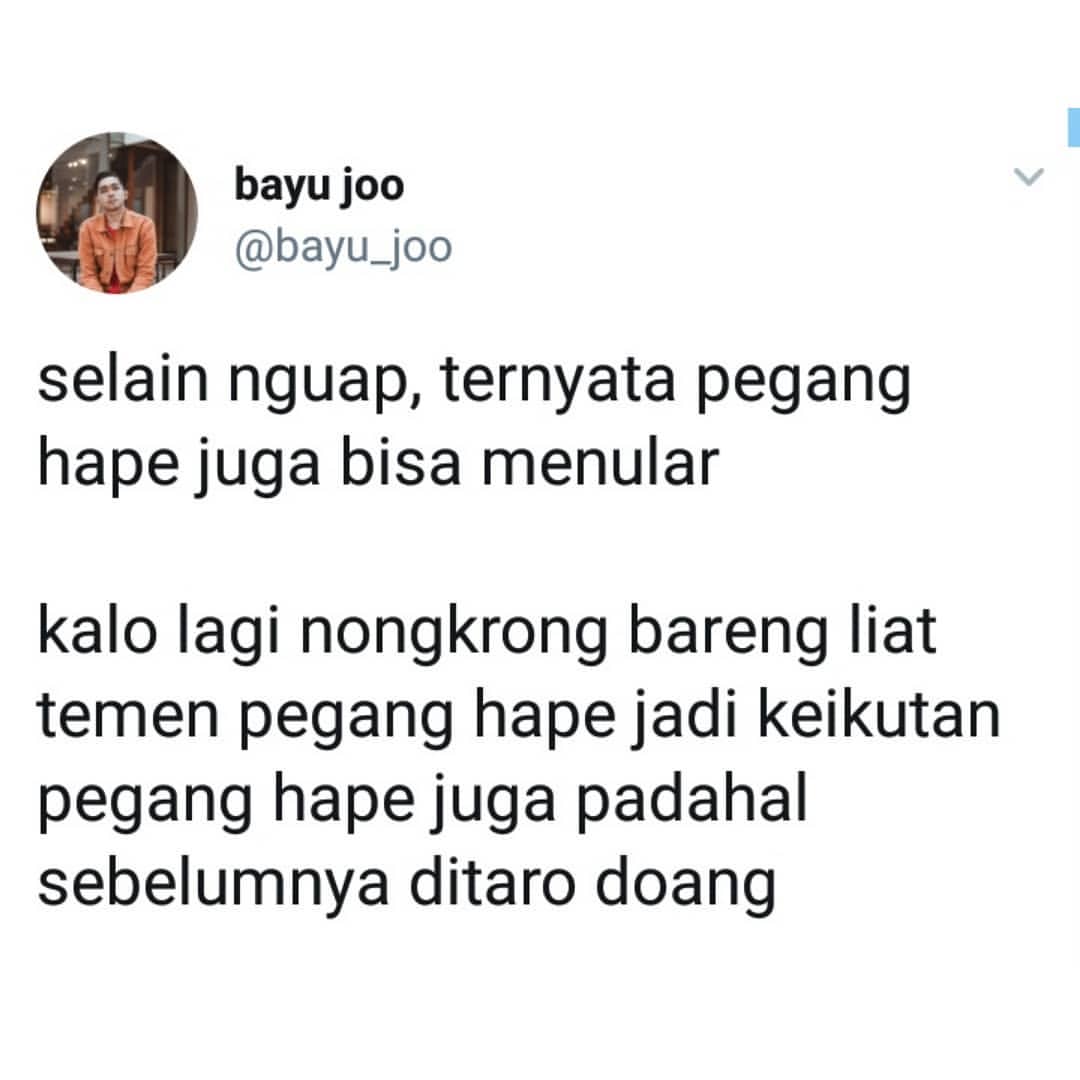 bayu joo
@bayu_joo
selain nguap, ternyata pegang
hape juga bisa menular
kalo lagi nongkrong bareng liat
temen pegang hape jadi keikutan
pegang hape juga padahal
sebelumnya ditaro doang